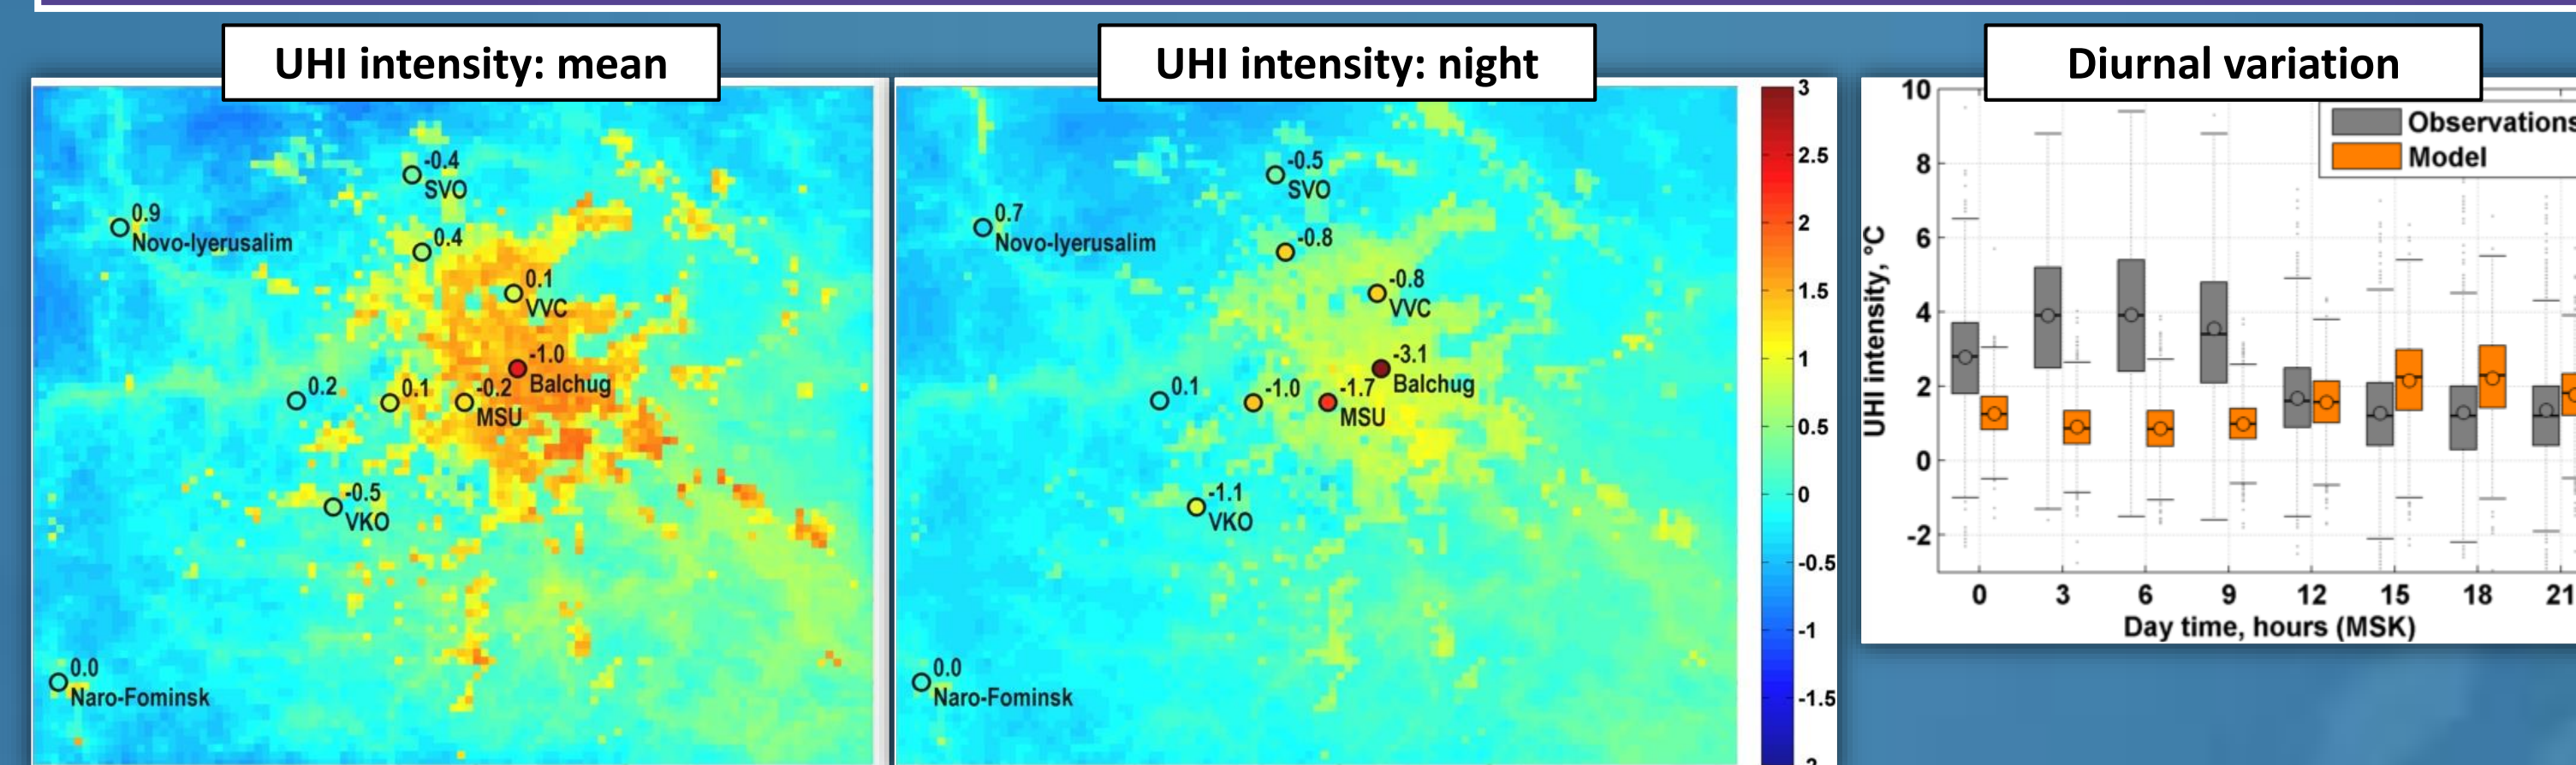 UHI intensity: mean
-0.4
SVO
0.9
Novo-Iyerusalim
0.4
0.1
VVC
-1.0
Balchug
0.2
0.1
-0.2
MSU
-0.5
VKO
0.0
Naro-Fominsk
UHI intensity: night
-0.5
SVO
0.7
Novo-Iyerusalim
-0.8
-0.8
VVC
-3.1
Balchug
0.1
-1.0
-1.7
MSU
-1.1
VKO
0.0
Naro-Fominsk
3
2.5
2
1.5
1
0.5
0
-0.5
-1
-1.5
Diurnal variation
Observations
Model
UHI intensity, °C
10
8
6
4
2
0
-2
0 3 6 9 12 15 18 21
Day time, hours (MSK)